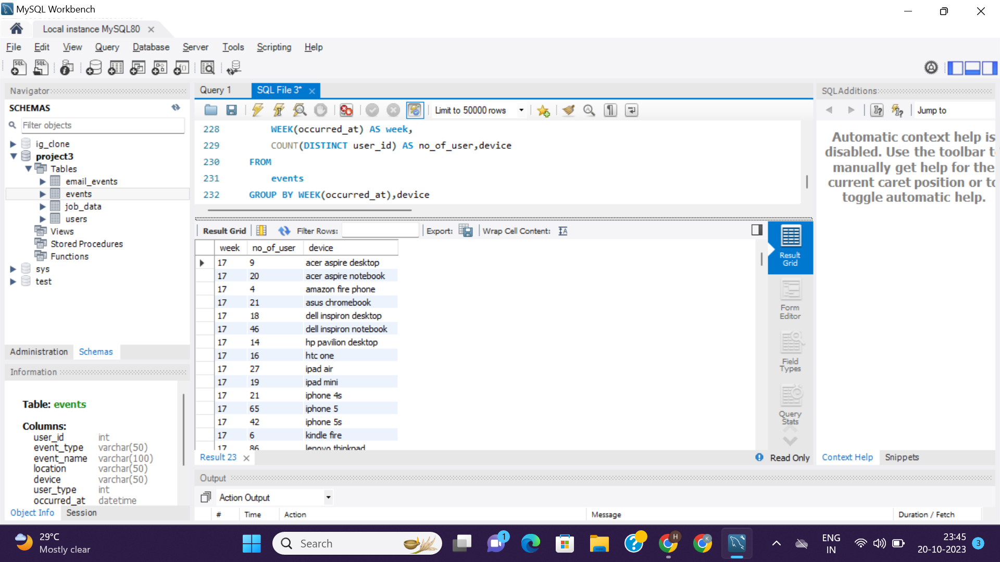 MySQL Workbench
Local instance MySQL80
File Edit View Query Database Server Tools Scripting Help
Navigator
SCHEMAS
Filter objects
ig_clone
project3
Tables
email_events
events
job_data
users
Views
Stored Procedures
Functions
sys
test
Administration Schemas
Information
Table: events
Columns:
user_id int
event_type varchar(50)
event_name varchar(100)
location varchar(50)
device varchar(50)
user_type int
occurred_at datetime
Object Info Session
Query 1 SQL File 3*
Limit to 50000 rows
228 WEEK(occurred_at) AS week,
229 COUNT(DISTINCT user_id) AS no_of_user,device
230 FROM
231 events
232 GROUP BY WEEK(occurred_at),device
Result Grid Filter Rows: Export: Wrap Cell Content:
week no_of_user device
17 9 acer aspire desktop
17 20 acer aspire notebook
17 4 amazon fire phone
17 21 asus chromebook
17 18 dell inspiron desktop
17 46 dell inspiron notebook
17 14 hp pavilion desktop
17 16 htc one
17 27 ipad air
17 19 ipad mini
17 21 iphone 4s
17 65 iphone 5
17 42 iphone 5s
17 6 kindle fire
17 86 lenovo thinkpad
Result Grid
Form Editor
Field Types
Query Stats
Result 23
Read Only
Output
Action Output
# Time Action Message Duration / Fetch
SQLAdditions
Jump to
Automatic context help is
disabled. Use the toolbar t
manually get help for the
current caret position or to
toggle automatic help.
Context Help Snippets
29°C
Mostly clear
Search
1
H
K
ENG
IN
23:45
20-10-2023
3